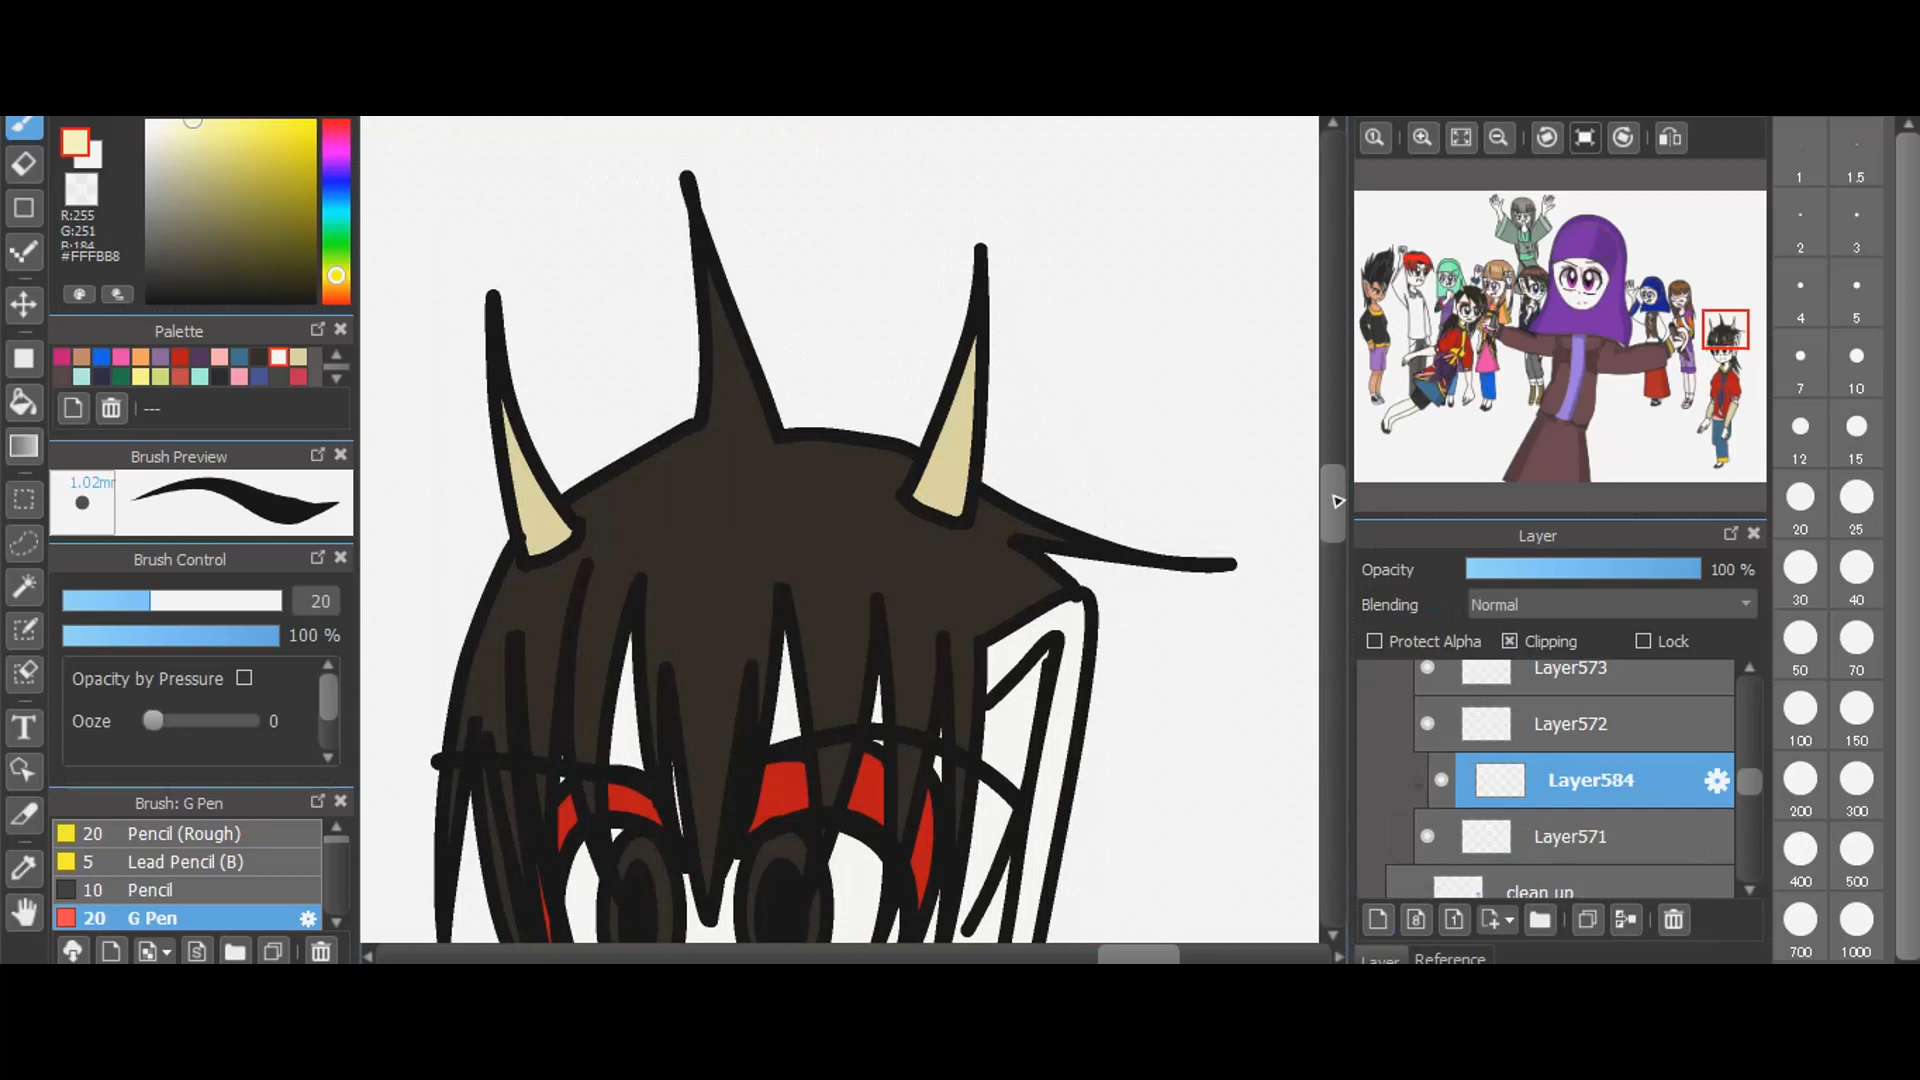 R:255
G:251
B:184
#FFFBB8
Palette
---
Brush Preview
1.02m
Brush Control
20
100 %
Opacity by Pressure
Ooze 0
Brush: G Pen
20 Pencil (Rough)
5 Lead Pencil (B)
10 Pencil
20 G Pen
Layer
Opacity 100 %
Blending Normal
Protect Alpha Clipping Lock
Layer573
Layer572
Layer584
Layer571
clean up
Layer Reference
1 1.5
2 3
4 5
7 10
12 15
20 25
30 40
50 70
100 150
200 300
400 500
700 1000